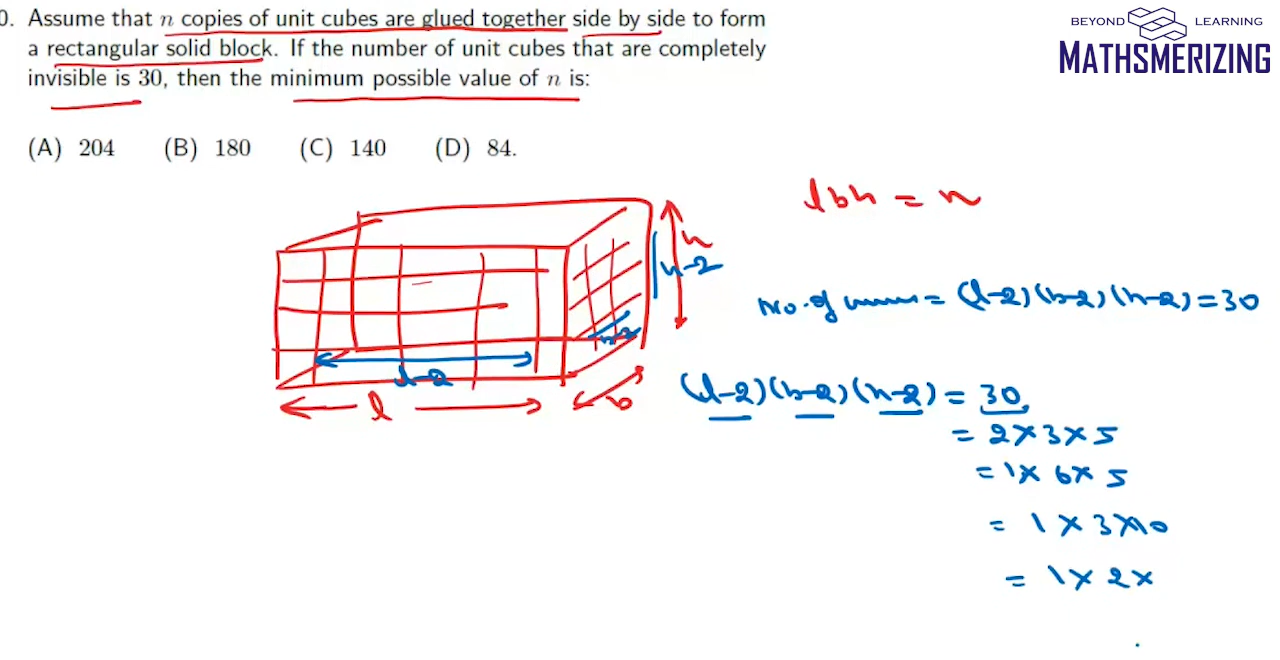 0. Assume that n copies of unit cubes are glued together side by side to form
a rectangular solid block. If the number of unit cubes that are completely
invisible is 30, then the minimum possible value of n is:
(A) 204 (B) 180 (C) 140 (D) 84.
BEYOND LEARNING
MATHSMERIZING
lbh = n
h
h-2
No. of = (l-2)(b-2)(h-2) = 30
l-2
l
b
(l-2)(b-2)(h-2) = 30
= 2×3×5
= 1×6×5
= 1×3×10
= 1×2×